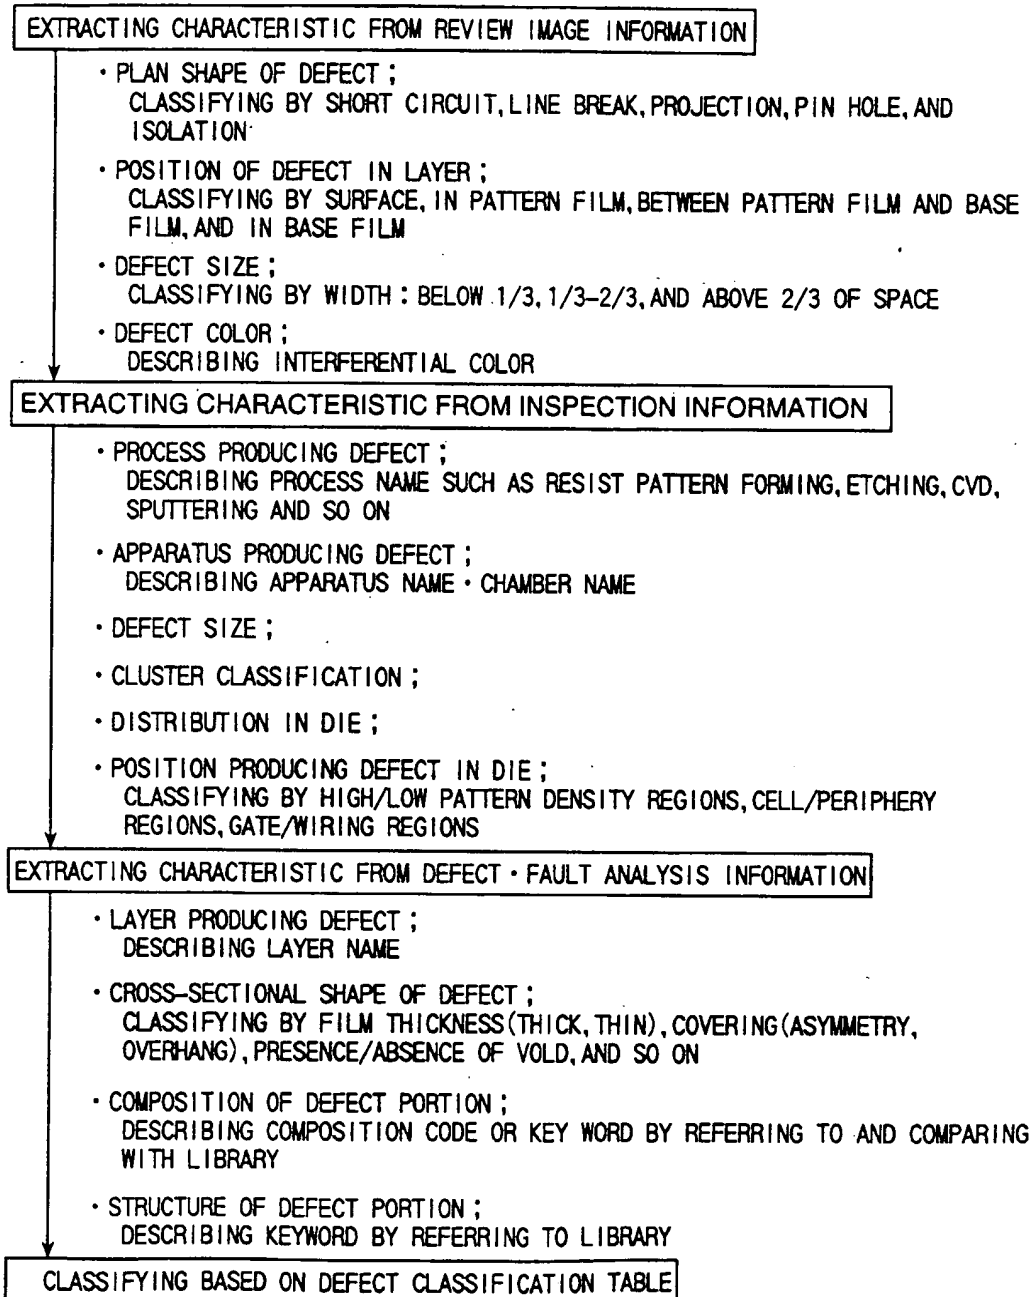 EXTRACTING CHARACTERISTIC FROM REVIEW IMAGE INFORMATION
・PLAN SHAPE OF DEFECT;
CLASSIFYING BY SHORT CIRCUIT, LINE BREAK, PROJECTION, PIN HOLE, AND
ISOLATION
・POSITION OF DEFECT IN LAYER;
CLASSIFYING BY SURFACE, IN PATTERN FILM, BETWEEN PATTERN FILM AND BASE
FILM, AND IN BASE FILM
・DEFECT SIZE;
CLASSIFYING BY WIDTH: BELOW 1/3, 1/3-2/3, AND ABOVE 2/3 OF SPACE
・DEFECT COLOR;
DESCRIBING INTERFERENTIAL COLOR
EXTRACTING CHARACTERISTIC FROM INSPECTION INFORMATION
・PROCESS PRODUCING DEFECT;
DESCRIBING PROCESS NAME SUCH AS RESIST PATTERN FORMING, ETCHING, CVD,
SPUTTERING AND SO ON
・APPARATUS PRODUCING DEFECT;
DESCRIBING APPARATUS NAME・CHAMBER NAME
・DEFECT SIZE;
・CLUSTER CLASSIFICATION;
・DISTRIBUTION IN DIE;
・POSITION PRODUCING DEFECT IN DIE;
CLASSIFYING BY HIGH/LOW PATTERN DENSITY REGIONS, CELL/PERIPHERY
REGIONS, GATE/WIRING REGIONS
EXTRACTING CHARACTERISTIC FROM DEFECT・FAULT ANALYSIS INFORMATION
・LAYER PRODUCING DEFECT;
DESCRIBING LAYER NAME
・CROSS-SECTIONAL SHAPE OF DEFECT;
CLASSIFYING BY FILM THICKNESS(THICK, THIN), COVERING(ASYMMETRY,
OVERHANG), PRESENCE/ABSENCE OF VOLD, AND SO ON
・COMPOSITION OF DEFECT PORTION;
DESCRIBING COMPOSITION CODE OR KEY WORD BY REFERRING TO AND COMPARING
WITH LIBRARY
・STRUCTURE OF DEFECT PORTION;
DESCRIBING KEYWORD BY REFERRING TO LIBRARY
CLASSIFYING BASED ON DEFECT CLASSIFICATION TABLE